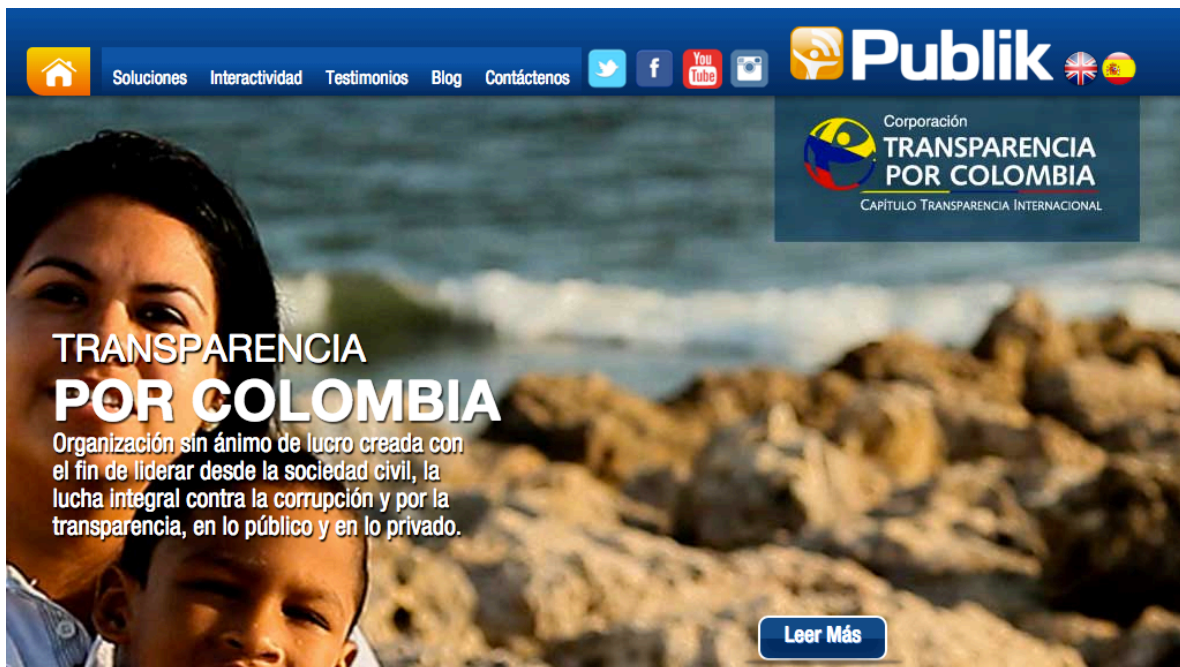 Soluciones Interactividad Testimonios Blog Contáctenos
You
Tube
Publik
Corporación
TRANSPARENCIA
POR COLOMBIA
CAPÍTULO TRANSPARENCIA INTERNACIONAL
TRANSPARENCIA
POR COLOMBIA
Organización sin ánimo de lucro creada con
el fin de liderar desde la sociedad civil, la
lucha integral contra la corrupción y por la
transparencia, en lo público y en lo privado.
Leer Más